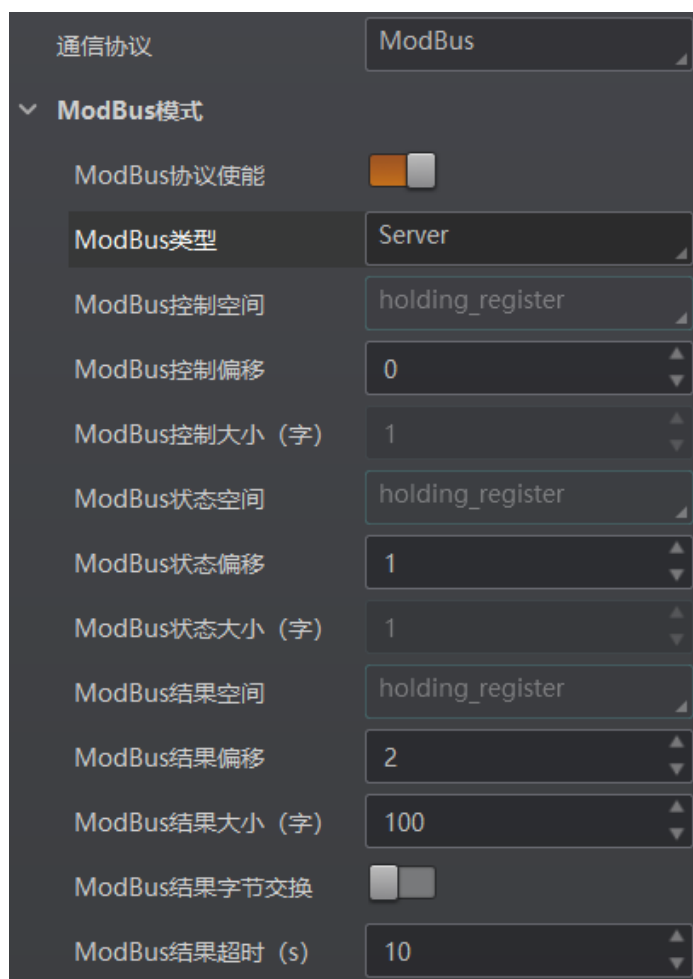 通信协议 ModBus
ModBus模式
ModBus协议使能
ModBus类型 Server
ModBus控制空间 holding_register
ModBus控制偏移 0
ModBus控制大小（字） 1
ModBus状态空间 holding_register
ModBus状态偏移 1
ModBus状态大小（字） 1
ModBus结果空间 holding_register
ModBus结果偏移 2
ModBus结果大小（字） 100
ModBus结果字节交换
ModBus结果超时（s） 10